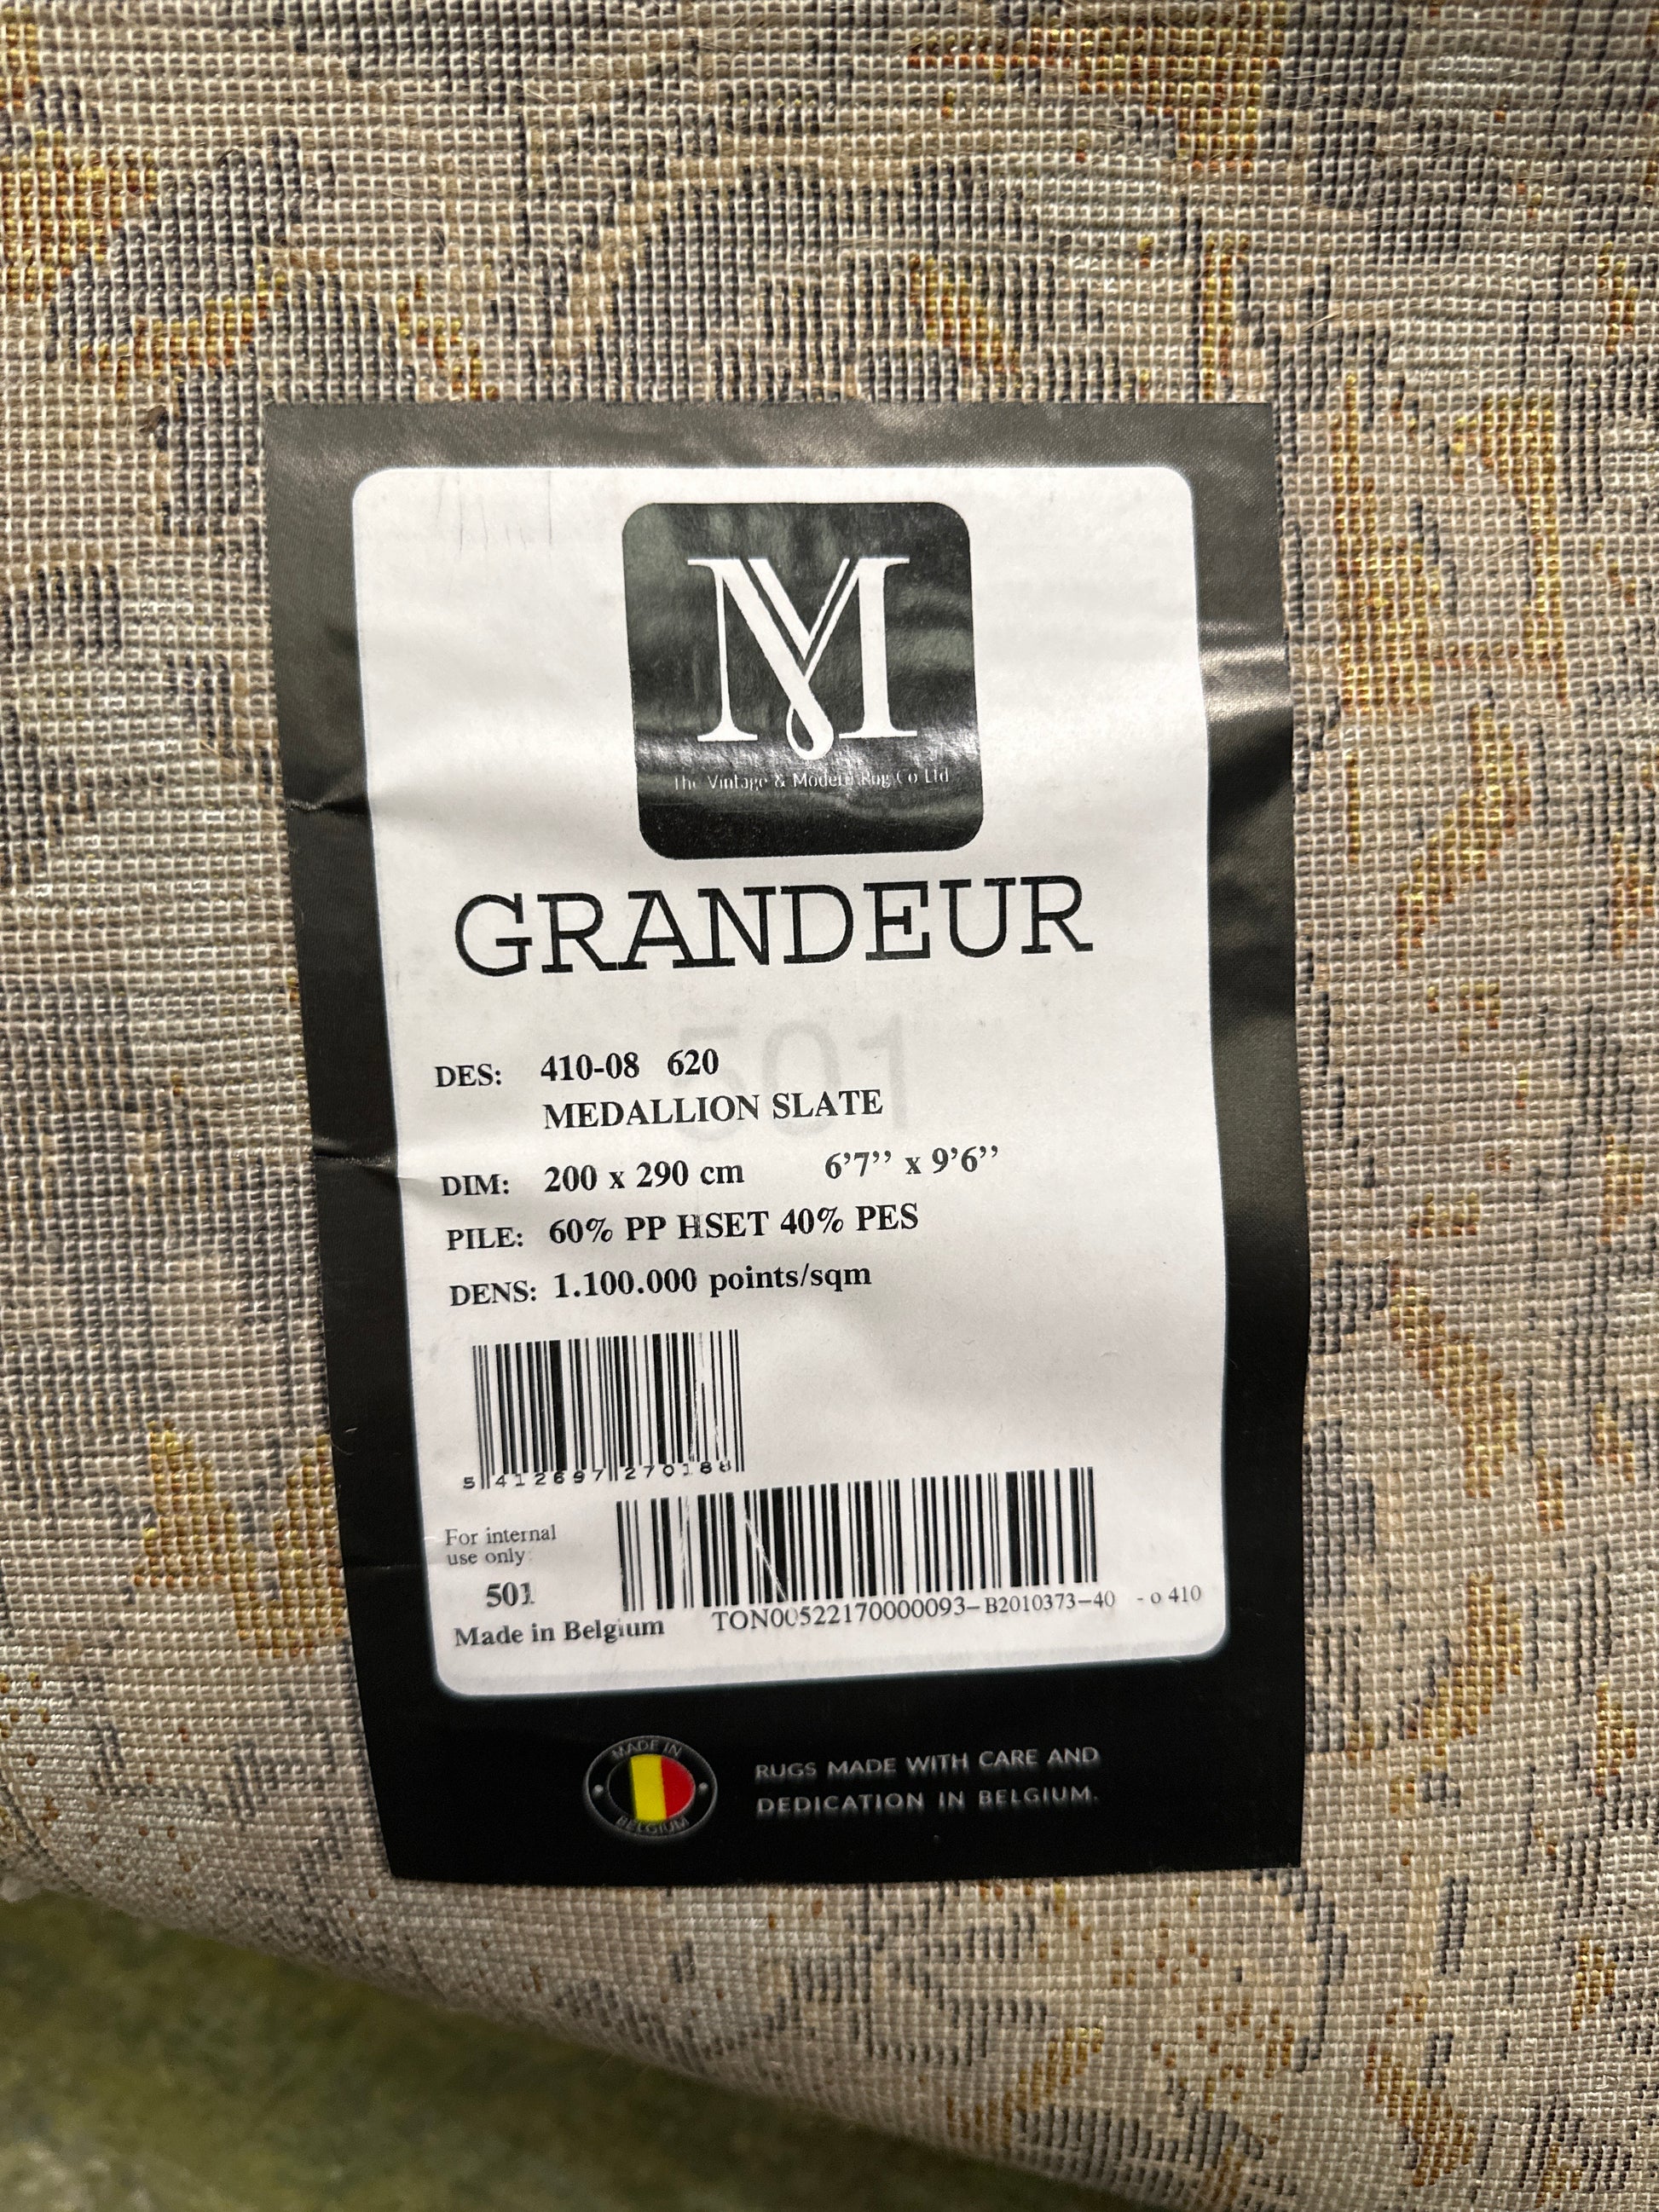 M
The Vintage & Modern Rug Co Ltd
GRANDEUR
501
DES: 410-08 620
MEDALLION SLATE
DIM: 200 x 290 cm 6’7’’ x 9’6’’
PILE: 60% PP HSET 40% PES
DENS: 1.100.000 points/sqm
5 412697 270188
For internal
use only:
501
Made in Belgium TON00522170000093-B2010373-40 - o 410
MADE IN
BELGIUM
RUGS MADE WITH CARE AND
DEDICATION IN BELGIUM.